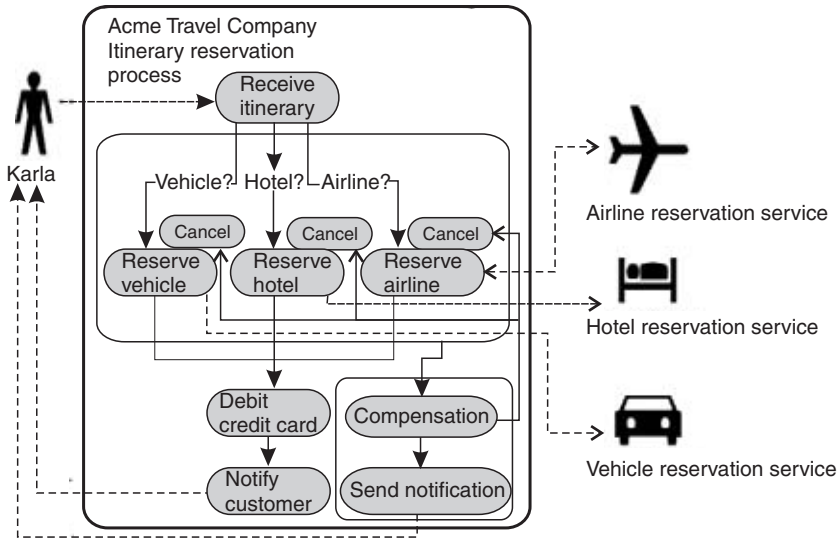 Acme Travel Company
Itinerary reservation
process
Receive
itinerary
Karla
Vehicle?
Hotel?
Airline?
Cancel
Cancel
Cancel
Reserve
vehicle
Reserve
hotel
Reserve
airline
Airline reservation service
Hotel reservation service
Debit
credit card
Compensation
Vehicle reservation service
Notify
customer
Send notification